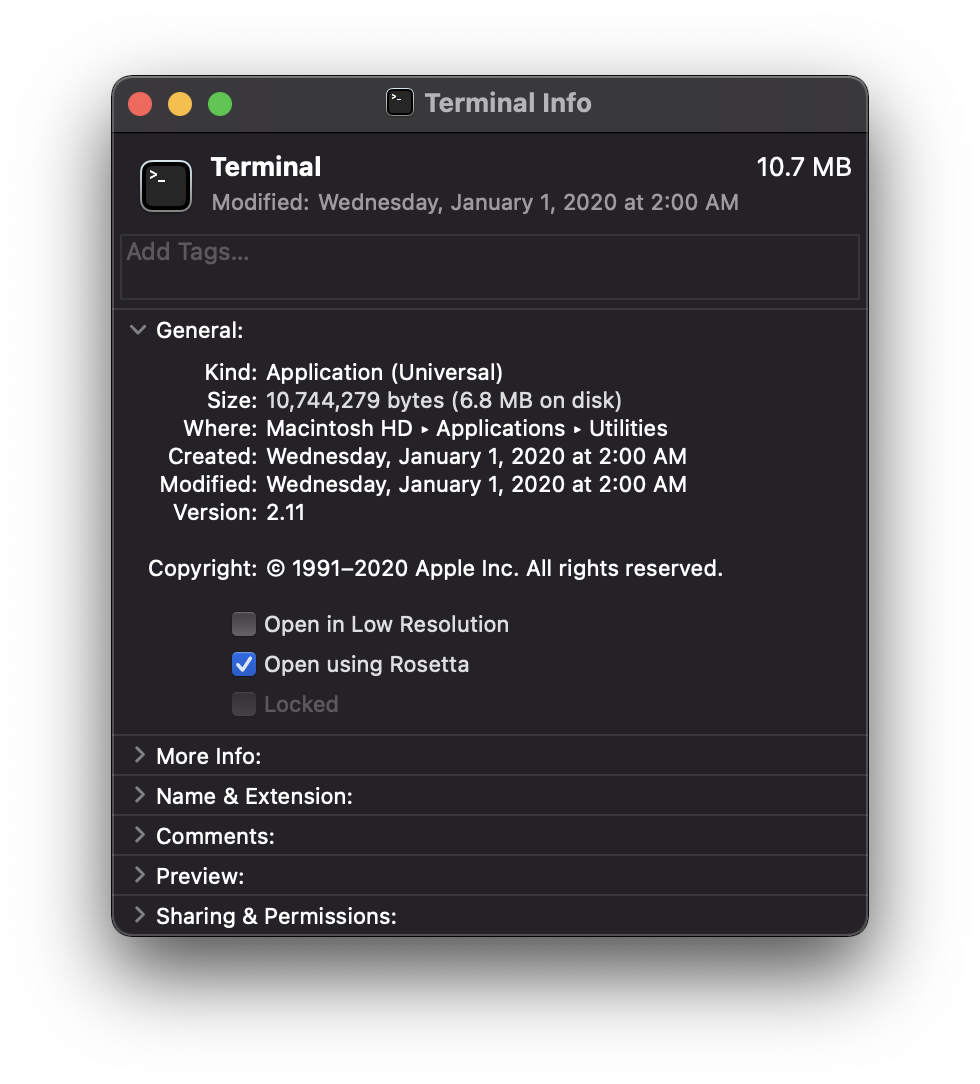 Terminal Info
Terminal
10.7 MB
Modified: Wednesday, January 1, 2020 at 2:00 AM
Add Tags...
General:
Kind: Application (Universal)
Size: 10,744,279 bytes (6.8 MB on disk)
Where: Macintosh HD ▸ Applications ▸ Utilities
Created: Wednesday, January 1, 2020 at 2:00 AM
Modified: Wednesday, January 1, 2020 at 2:00 AM
Version: 2.11
Copyright: © 1991–2020 Apple Inc. All rights reserved.
Open in Low Resolution
Open using Rosetta
Locked
More Info:
Name & Extension:
Comments:
Preview:
Sharing & Permissions: